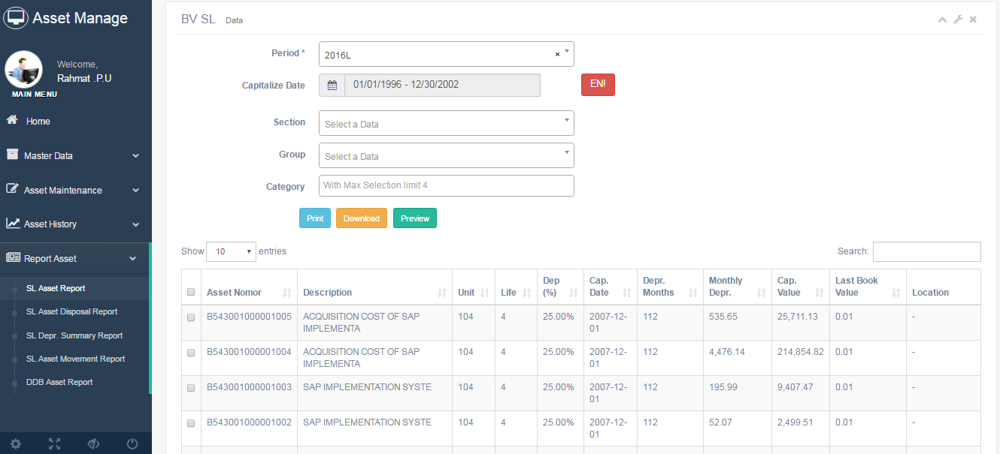 Asset Manage
Welcome,
Rahmat .P.U
MAIN MENU
Home
Master Data
Asset Maintenance
Asset History
Report Asset
SL Asset Report
SL Asset Disposal Report
SL Depr. Summary Report
SL Asset Movement Report
DDB Asset Report
BV SL Data
Period * 2016L ×
Capitalize Date 01/01/1996 - 12/30/2002 EN!
Section Select a Data
Group Select a Data
Category With Max Selection limit 4
Print Download Preview
Show 10 entries Search:
Asset Nomor Description Unit Life Dep (%) Cap. Date Depr. Months Monthly Depr. Cap. Value Last Book Value Location
B543001000001005 ACQUISITION COST OF SAP IMPLEMENTA 104 4 25.00% 2007-12-01 112 535.65 25,711.13 0.01 -
B543001000001004 ACQUISITION COST OF SAP IMPLEMENTA 104 4 25.00% 2007-12-01 112 4,476.14 214,854.82 0.01 -
B543001000001003 SAP IMPLEMENTATION SYSTE 104 4 25.00% 2007-12-01 112 195.99 9,407.47 0.01 -
B543001000001002 SAP IMPLEMENTATION SYSTE 104 4 25.00% 2007-12-01 112 52.07 2,499.51 0.01 -